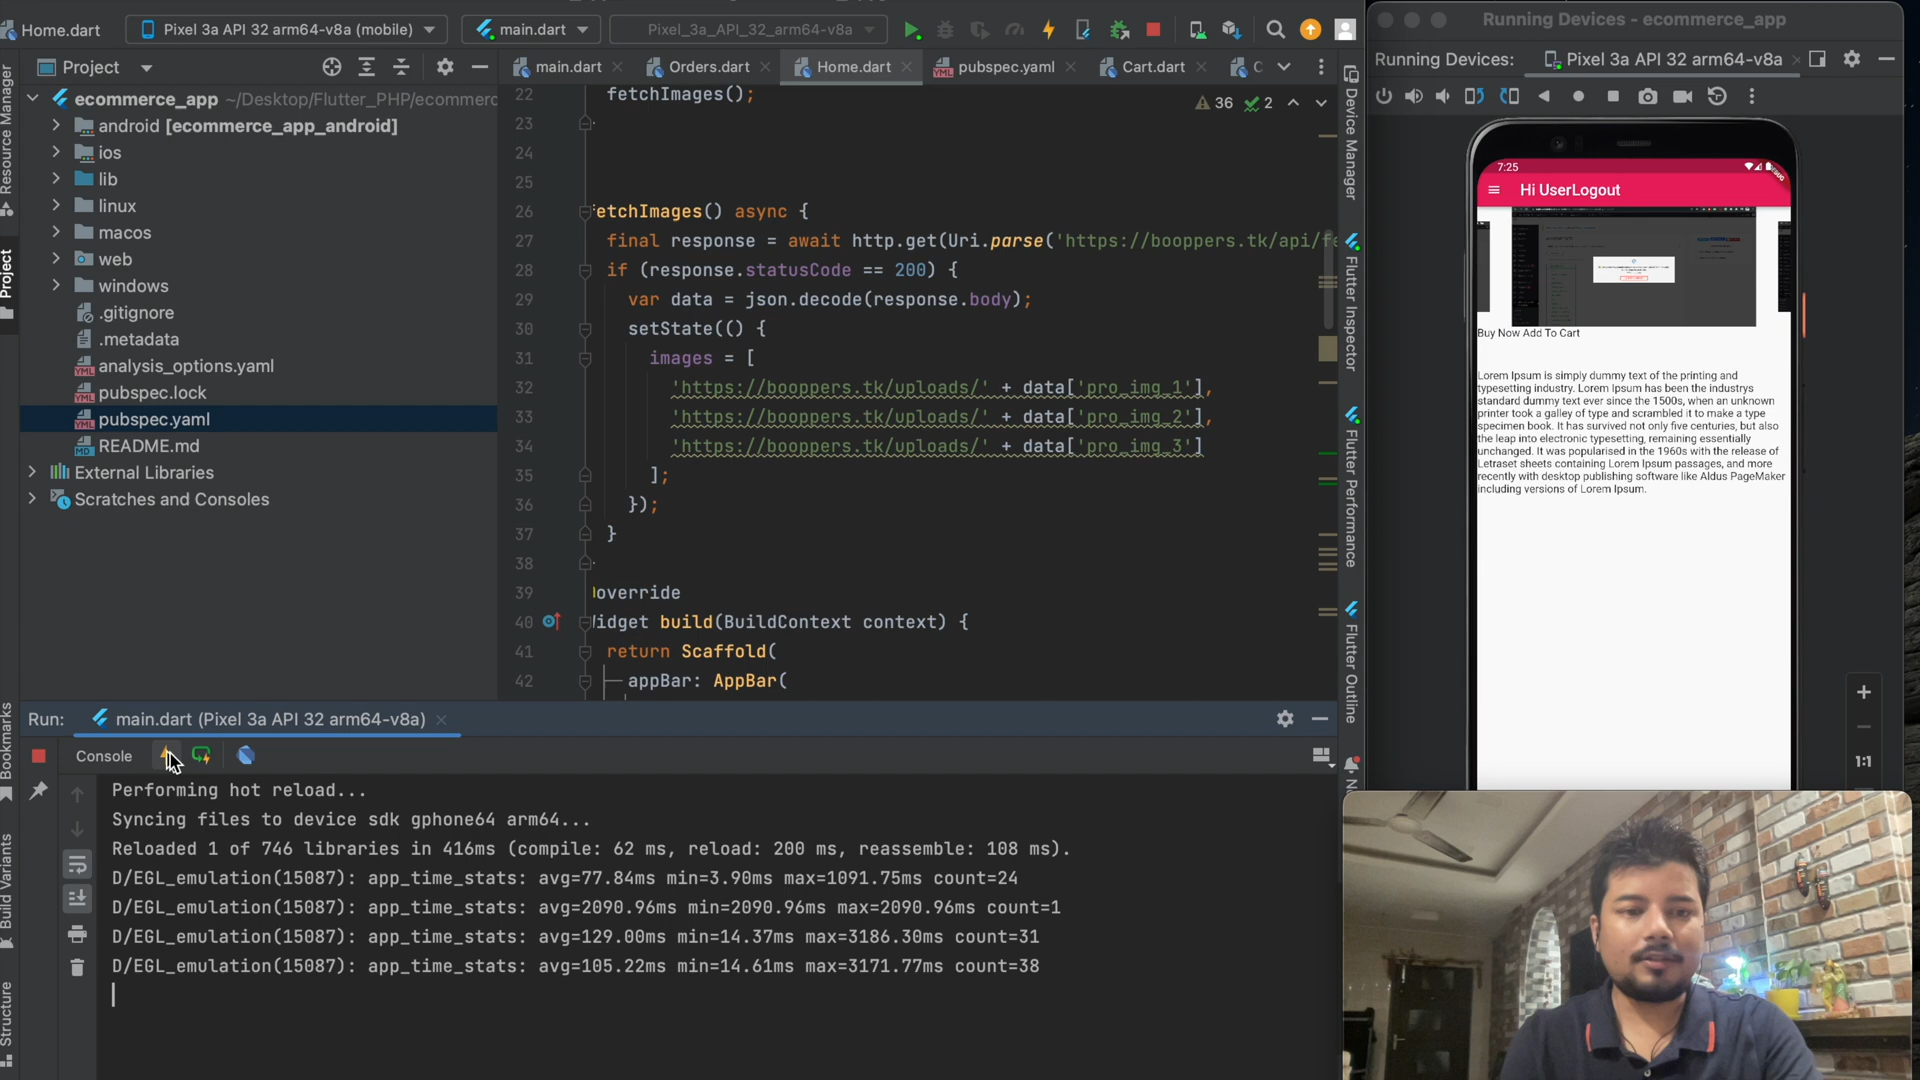 Home.dart
Pixel 3a API 32 arm64-v8a (mobile)
main.dart
Pixel_3a_API_32_arm64-v8a
Running Devices - ecommerce_app
Project
main.dart
Orders.dart
Home.dart
pubspec.yaml
Cart.dart
C
Running Devices:
Pixel 3a API 32 arm64-v8a
Resource Manager
Project
Bookmarks
Build Variants
Structure
ecommerce_app ~/Desktop/Flutter_PHP/ecommerc
android [ecommerce_app_android]
ios
lib
linux
macos
web
windows
.gitignore
.metadata
analysis_options.yaml
pubspec.lock
pubspec.yaml
README.md
External Libraries
Scratches and Consoles
36
2
22 fetchImages();
23
24
25
26 etchImages() async {
27 final response = await http.get(Uri.parse('https://booppers.tk/api/fe
28 if (response.statusCode == 200) {
29 var data = json.decode(response.body);
30 setState(() {
31 images = [
32 'https://booppers.tk/uploads/' + data['pro_img_1'],
33 'https://booppers.tk/uploads/' + data['pro_img_2'],
34 'https://booppers.tk/uploads/' + data['pro_img_3']
35 ];
36 });
37 }
38
39 override
40 idget build(BuildContext context) {
41 return Scaffold(
42 appBar: AppBar(
Device Manager
Flutter Inspector
Flutter Performance
Flutter Outline
7:25
DEBUG
Hi UserLogout
Buy Now Add To Cart
Lorem Ipsum is simply dummy text of the printing and
typesetting industry. Lorem Ipsum has been the industrys
standard dummy text ever since the 1500s, when an unknown
printer took a galley of type and scrambled it to make a type
specimen book. It has survived not only five centuries, but also
the leap into electronic typesetting, remaining essentially
unchanged. It was popularised in the 1960s with the release of
Letraset sheets containing Lorem Ipsum passages, and more
recently with desktop publishing software like Aldus PageMaker
including versions of Lorem Ipsum.
1:1
Run:
main.dart (Pixel 3a API 32 arm64-v8a)
Console
Performing hot reload...
Syncing files to device sdk gphone64 arm64...
Reloaded 1 of 746 libraries in 416ms (compile: 62 ms, reload: 200 ms, reassemble: 108 ms).
D/EGL_emulation(15087): app_time_stats: avg=77.84ms min=3.90ms max=1091.75ms count=24
D/EGL_emulation(15087): app_time_stats: avg=2090.96ms min=2090.96ms max=2090.96ms count=1
D/EGL_emulation(15087): app_time_stats: avg=129.00ms min=14.37ms max=3186.30ms count=31
D/EGL_emulation(15087): app_time_stats: avg=105.22ms min=14.61ms max=3171.77ms count=38